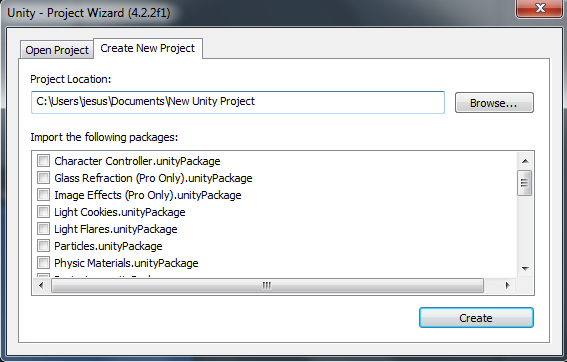 Unity - Project Wizard (4.2.2f1)
Open Project
Create New Project
Project Location:
C:\Users\jesus\Documents\New Unity Project
Browse...
Import the following packages:
Character Controller.unityPackage
Glass Refraction (Pro Only).unityPackage
Image Effects (Pro Only).unityPackage
Light Cookies.unityPackage
Light Flares.unityPackage
Particles.unityPackage
Physic Materials.unityPackage
Create